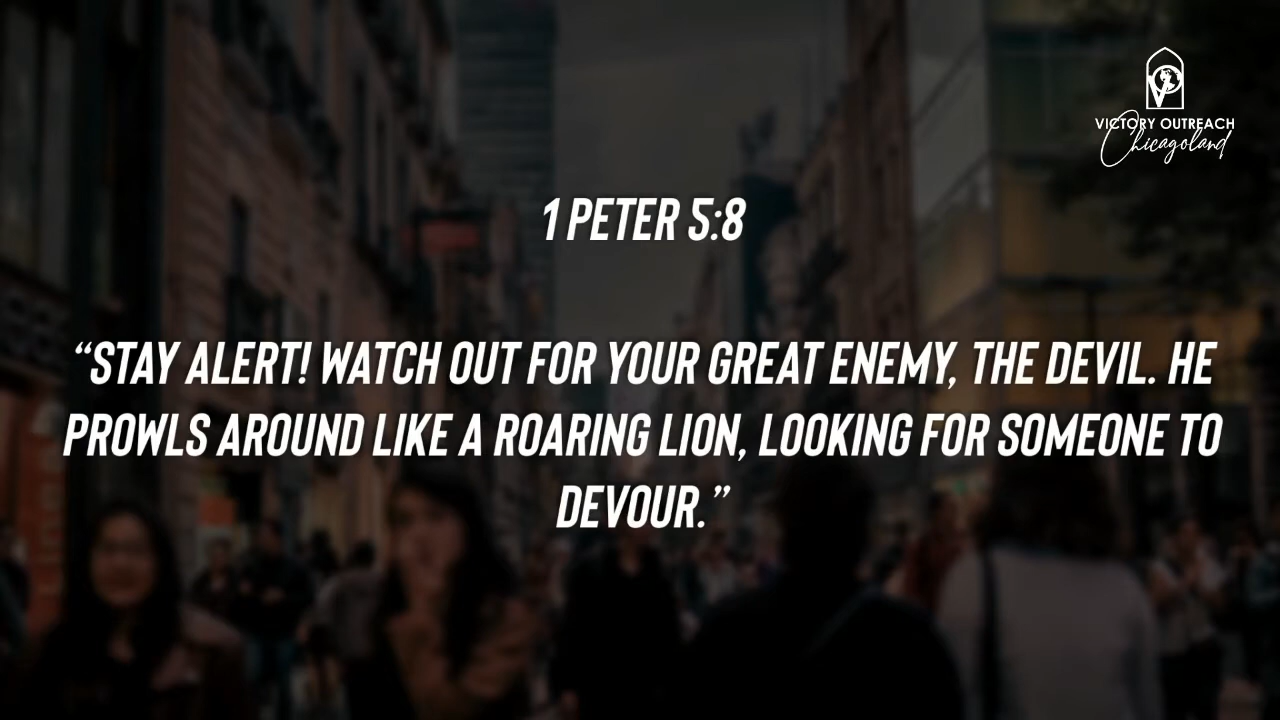 VICTORY OUTREACH
Chicagoland
1 PETER 5:8
“STAY ALERT! WATCH OUT FOR YOUR GREAT ENEMY, THE DEVIL. HE
PROWLS AROUND LIKE A ROARING LION, LOOKING FOR SOMEONE TO
DEVOUR.”